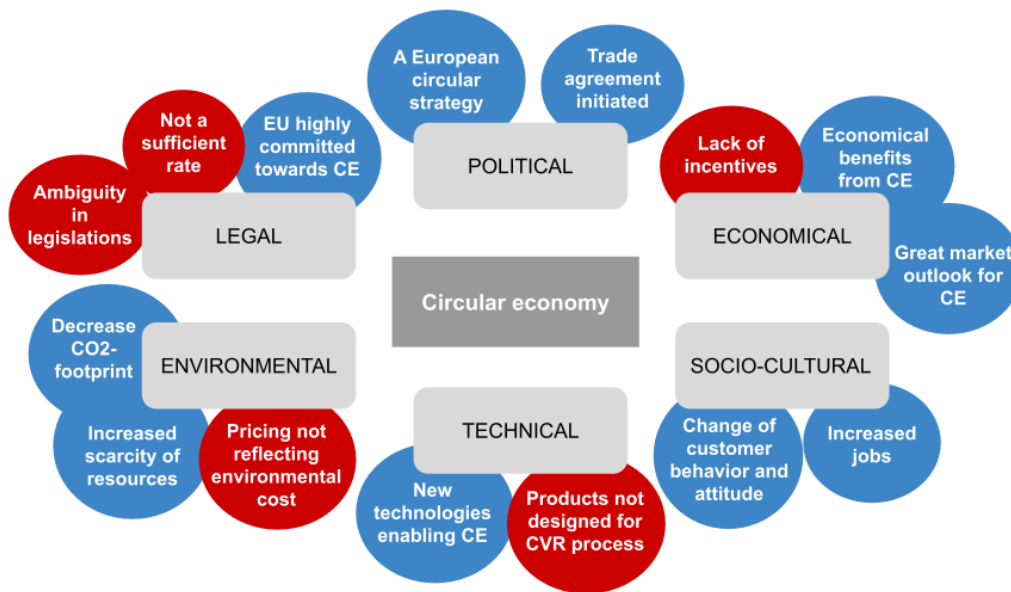 A European
circular
strategy
Trade
agreement
initiated
POLITICAL
Not a
sufficient
rate
EU highly
committed
towards CE
Ambiguity
in
legislations
LEGAL
Lack of
incentives
Economical
benefits
from CE
ECONOMICAL
Great market
outlook for
CE
Circular economy
Decrease
CO2-
footprint
ENVIRONMENTAL
Increased
scarcity of
resources
Pricing not
reflecting
environmental
cost
TECHNICAL
New
technologies
enabling CE
Products not
designed for
CVR process
SOCIO-CULTURAL
Change of
customer
behavior and
attitude
Increased
jobs